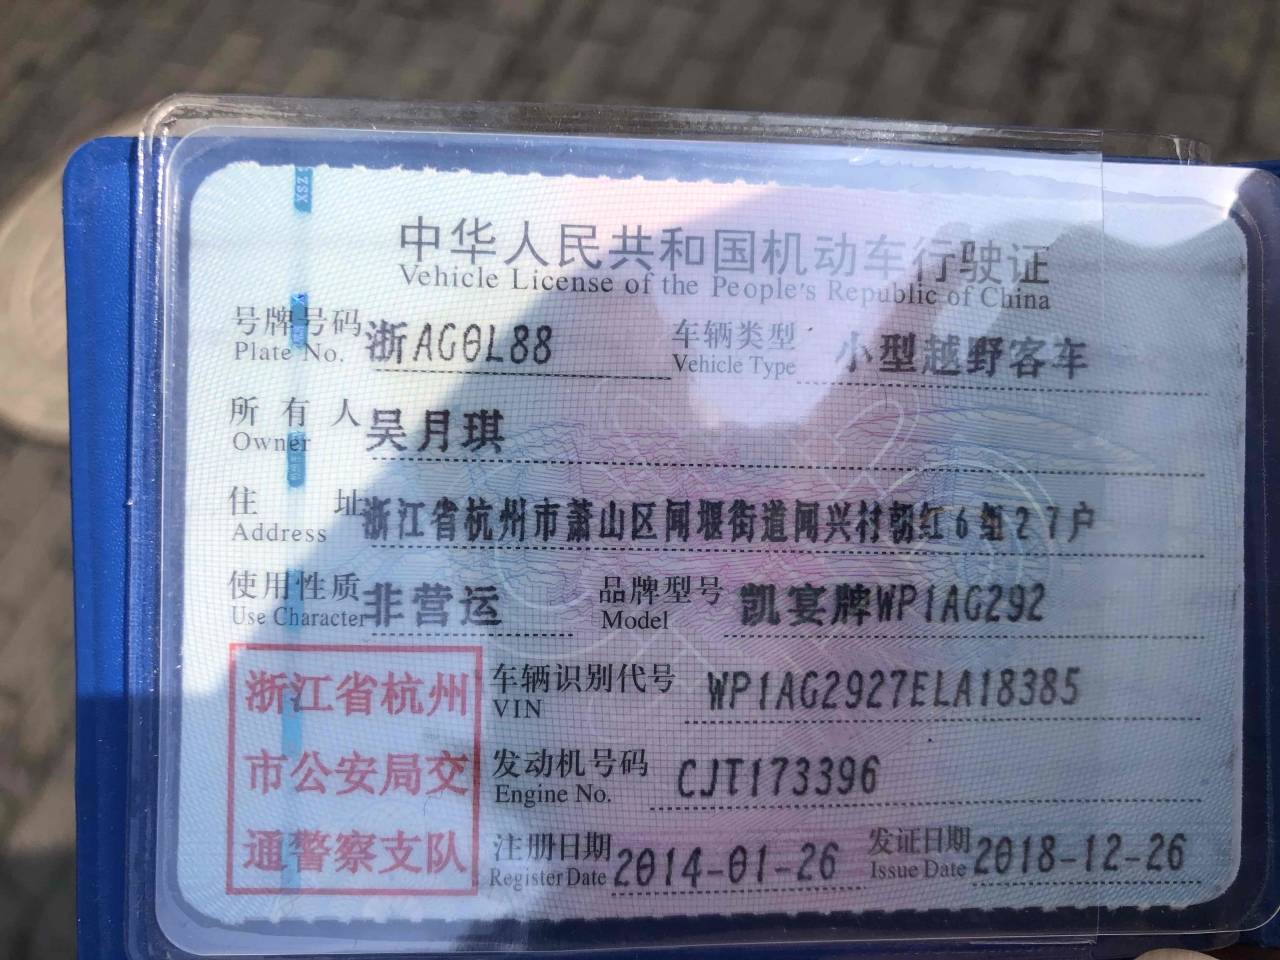 中华人民共和国机动车行驶证
Vehicle License of the People's Republic of China
号牌号码 浙AG0L88 车辆类型 小型越野客车
Plate No. Vehicle Type
所有人 吴月琪
Owner
住址 浙江省杭州市萧山区闻堰街道闻兴村朝红6组27户
Address
使用性质 非营运 品牌型号 凯宴牌WP1AG292
Use Character Model
浙江省杭州
市公安局交
通警察支队
车辆识别代号 WP1AG2927ELA18385
VIN
发动机号码 CJT173396
Engine No.
注册日期 2014-01-26 发证日期 2018-12-26
Register Date Issue Date